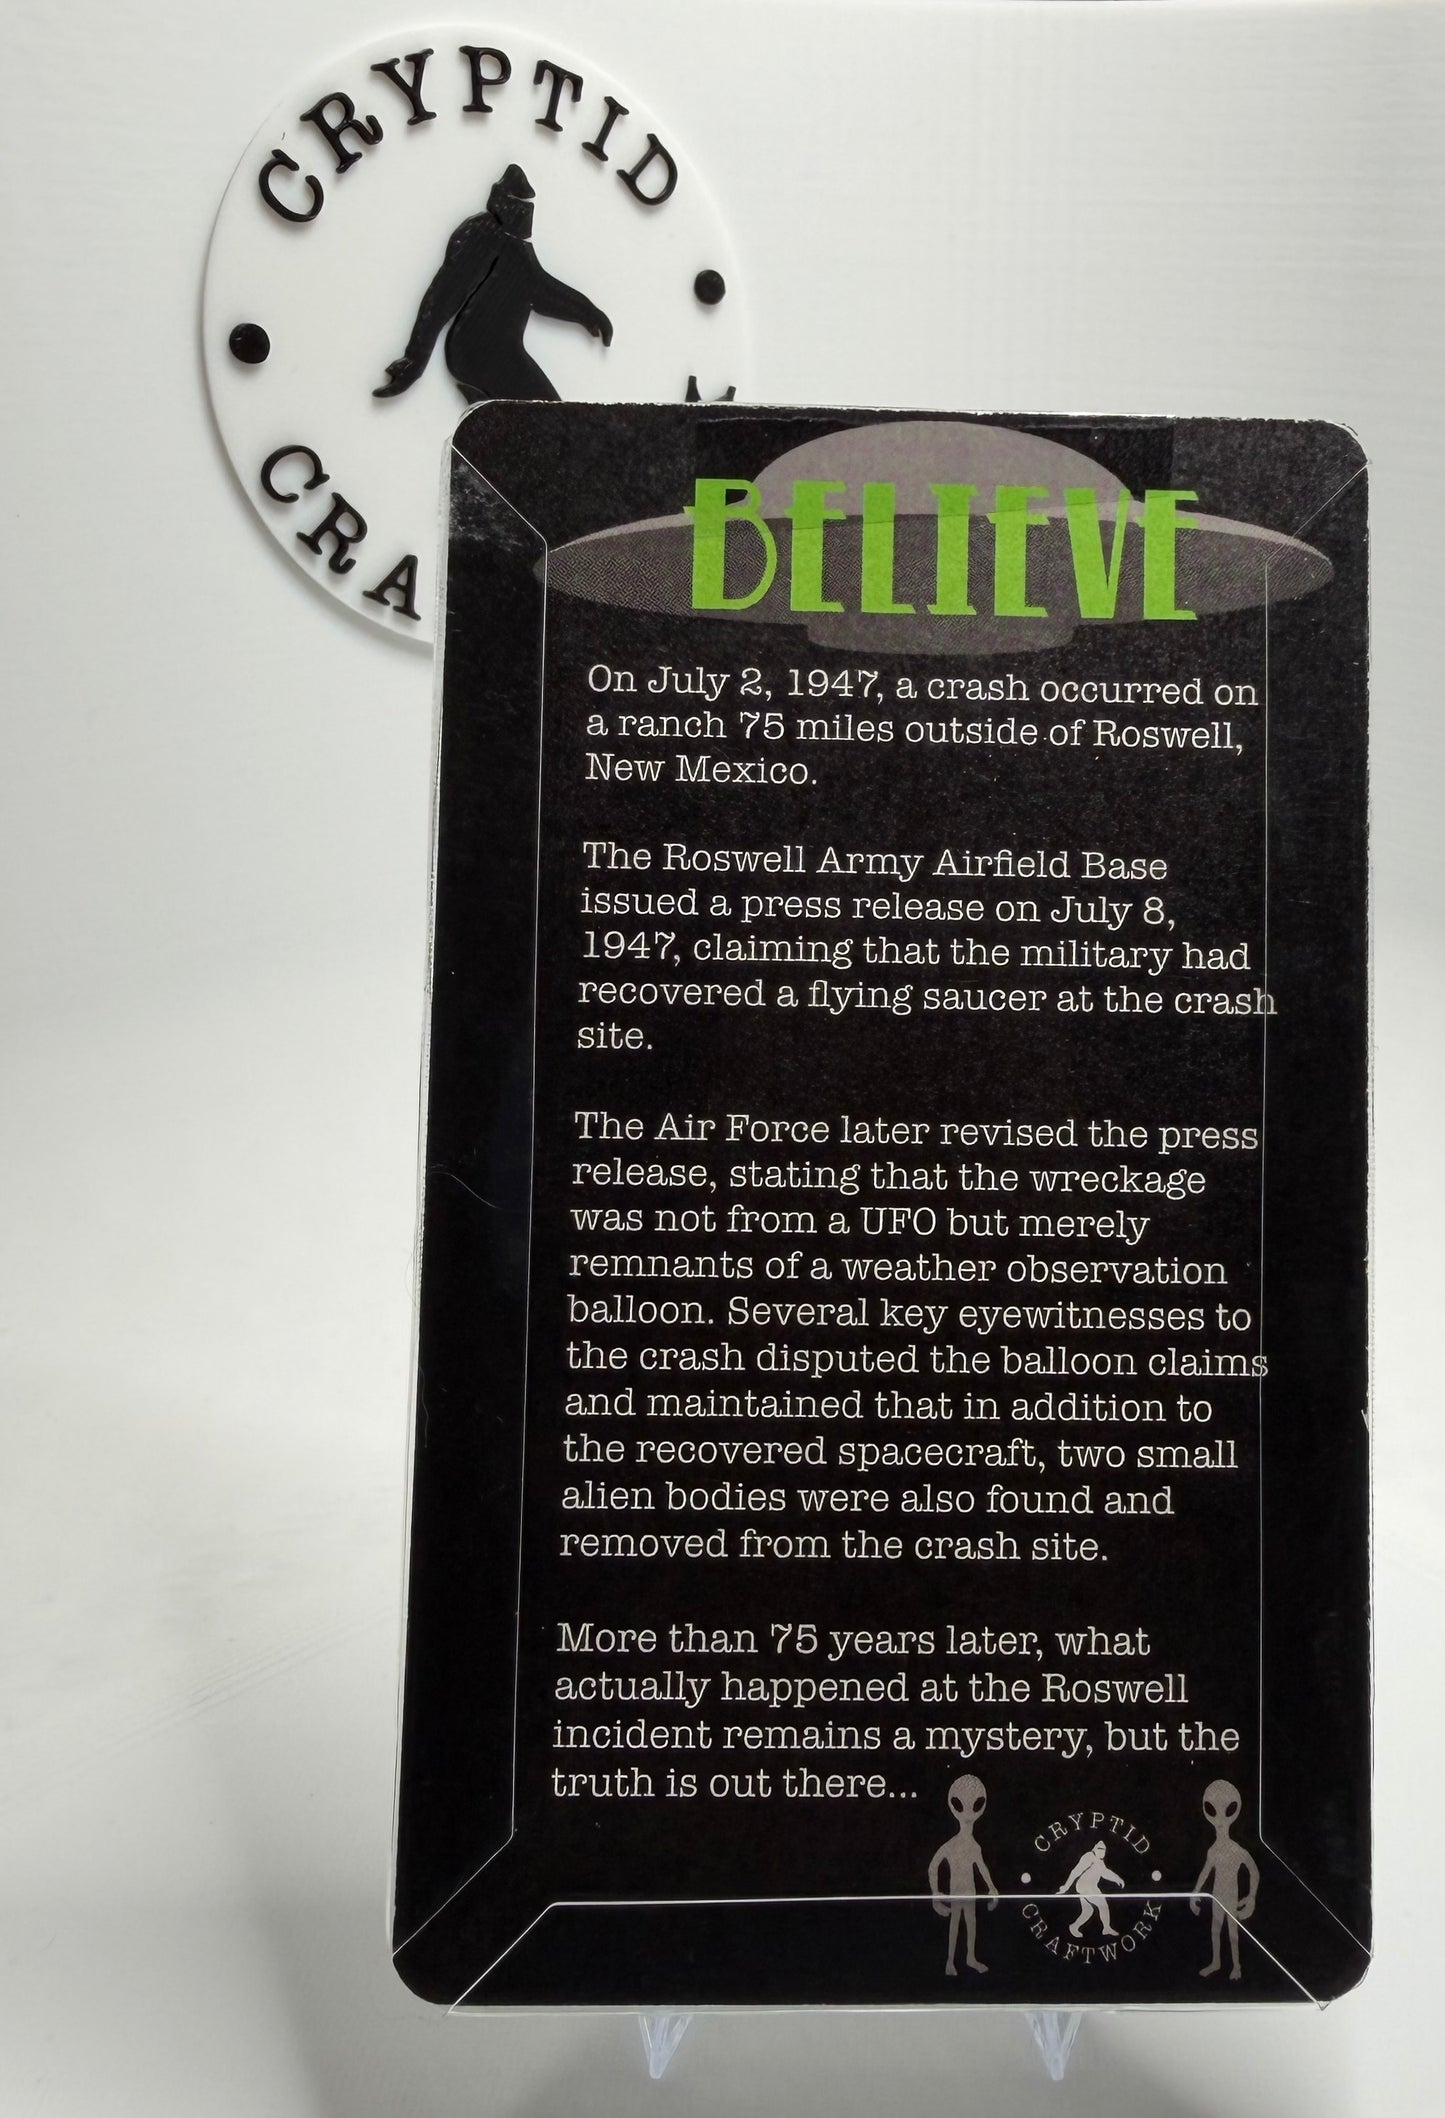 CRYPTID
CRA
BELIEVE
On July 2, 1947, a crash occurred on
a ranch 75 miles outside of Roswell,
New Mexico.
The Roswell Army Airfield Base
issued a press release on July 8,
1947, claiming that the military had
recovered a flying saucer at the crash
site.
The Air Force later revised the press
release, stating that the wreckage
was not from a UFO but merely
remnants of a weather observation
balloon. Several key eyewitnesses to
the crash disputed the balloon claims
and maintained that in addition to
the recovered spacecraft, two small
alien bodies were also found and
removed from the crash site.
More than 75 years later, what
actually happened at the Roswell
incident remains a mystery, but the
truth is out there...
CRYPTID
CRAFTWORK